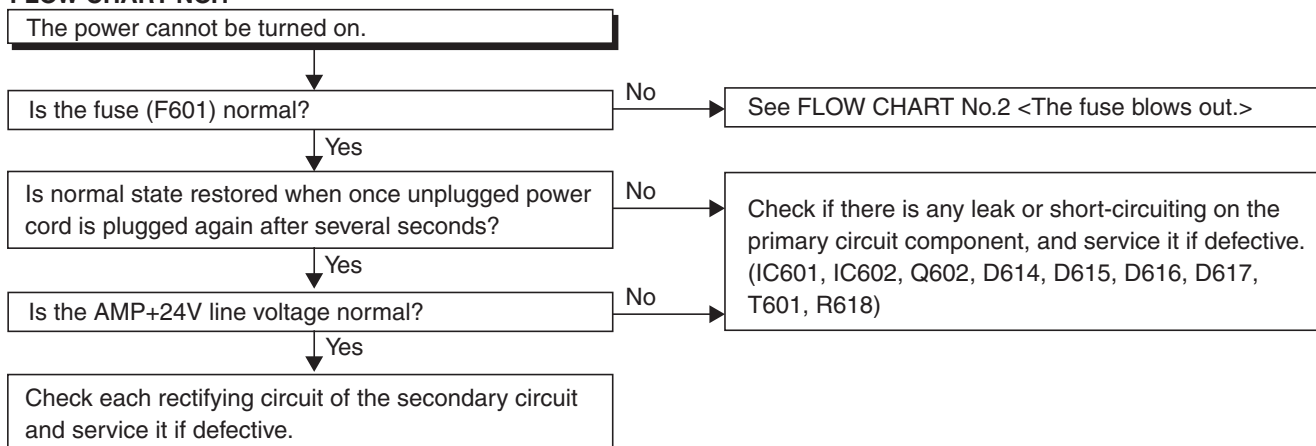 The power cannot be turned on.
Is the fuse (F601) normal?
No
See FLOW CHART No.2 <The fuse blows out.>
Yes
Is normal state restored when once unplugged power
cord is plugged again after several seconds?
No
Check if there is any leak or short-circuiting on the
primary circuit component, and service it if defective.
(IC601, IC602, Q602, D614, D615, D616, D617,
T601, R618)
Yes
Is the AMP+24V line voltage normal?
No
Yes
Check each rectifying circuit of the secondary circuit
and service it if defective.